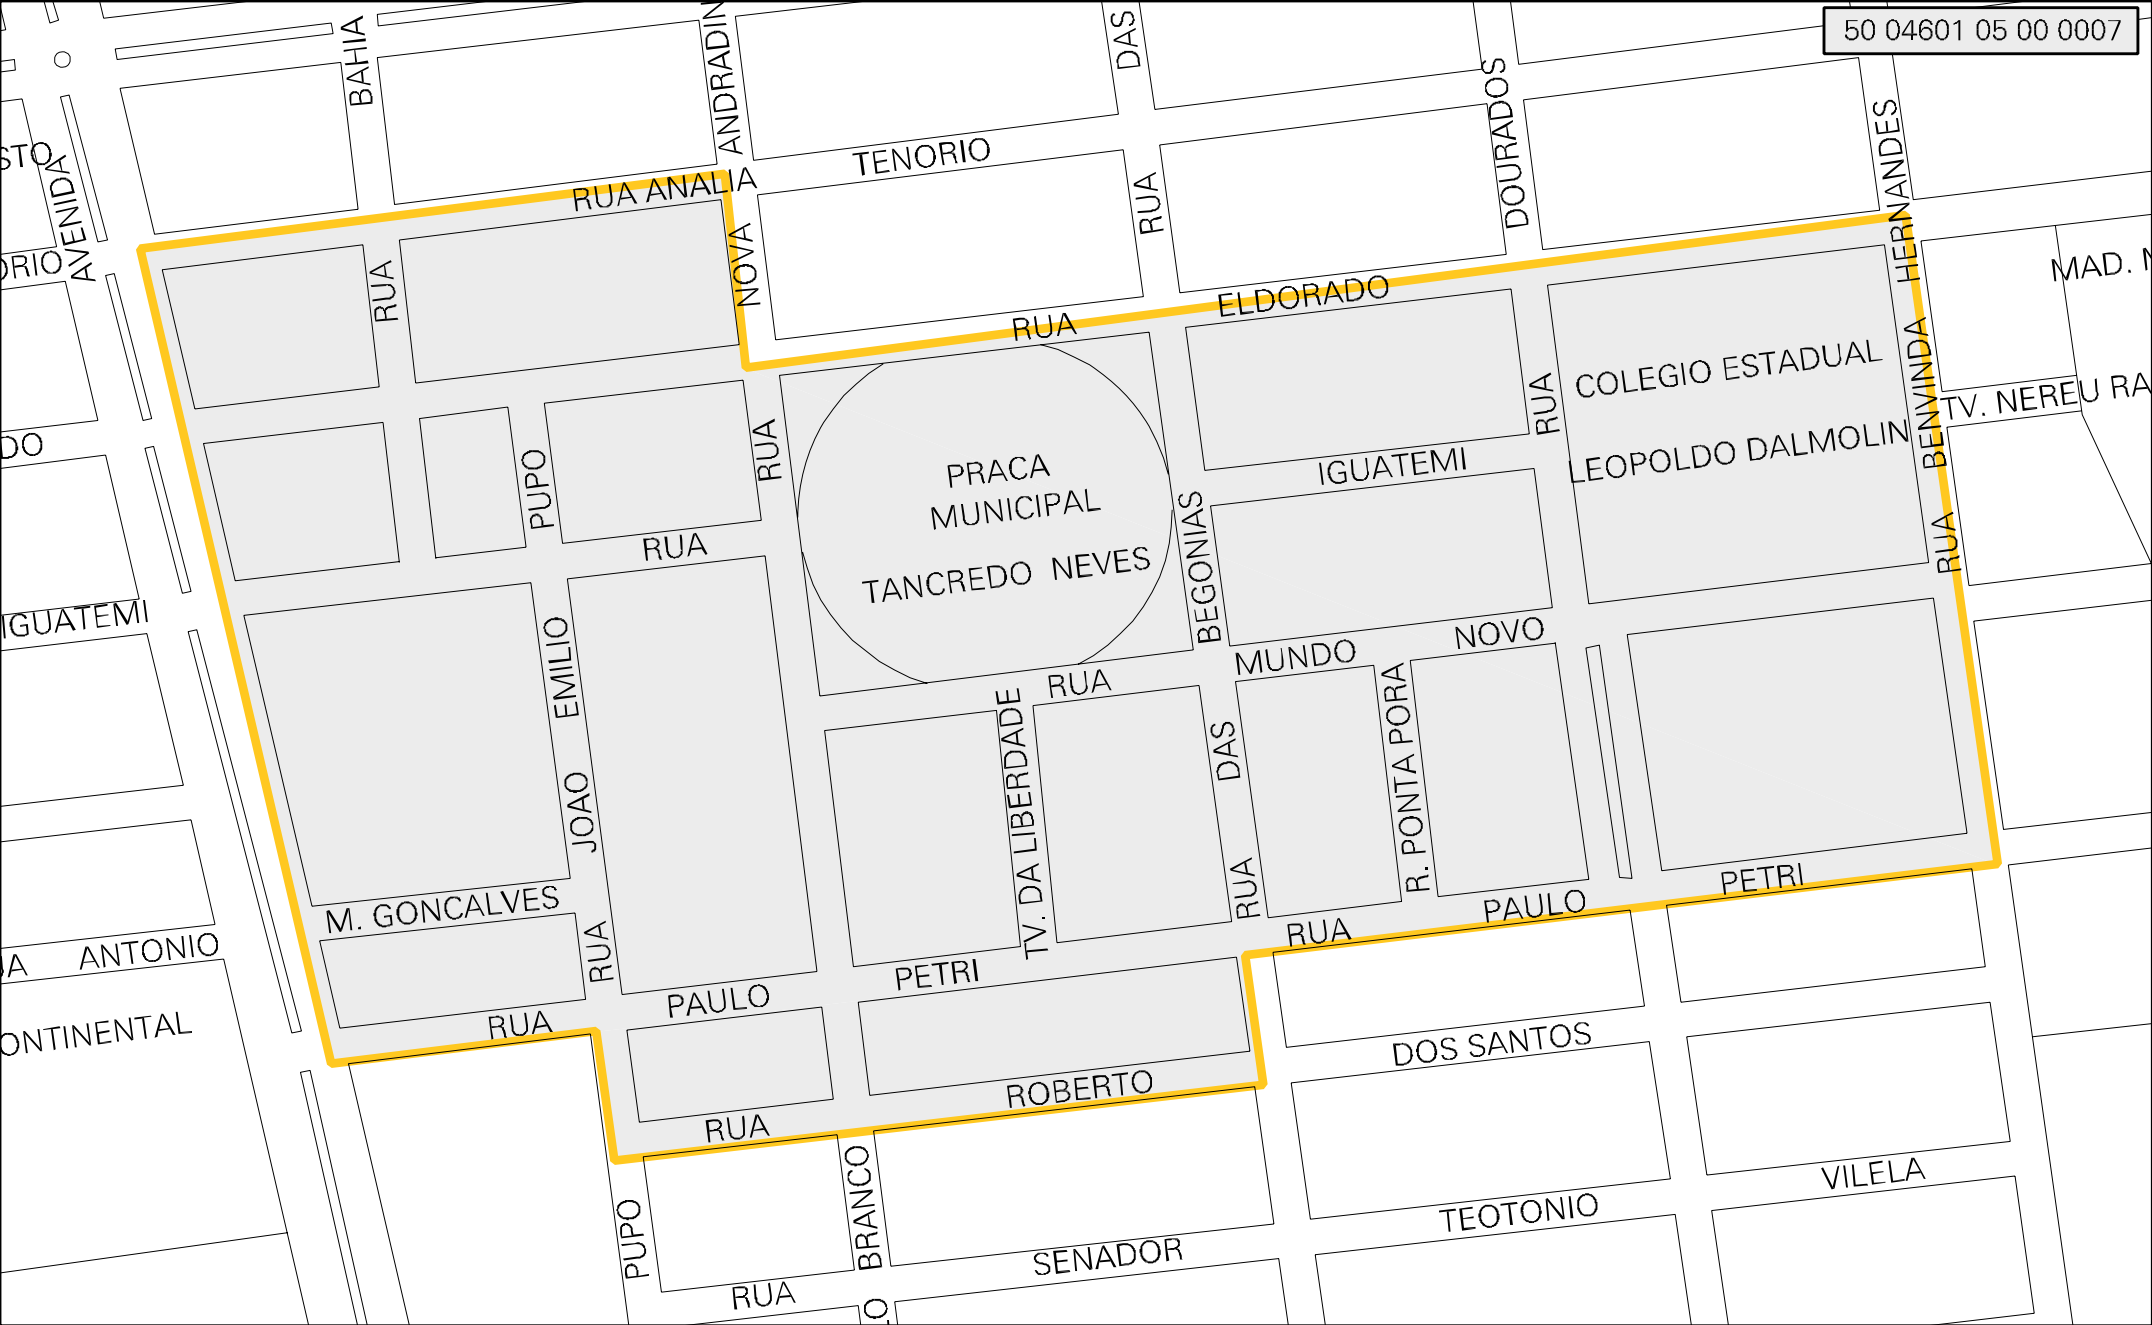 50 04601 05 00 0007
BAHIA
ANDRADIN
DAS
DOURADOS
HERNANDES
AVENIDA
TENORIO
RUA ANALIA
RUA
RUA
NOVA
MAD.
RUA
ELDORADO
RUA
COLEGIO ESTADUAL
LEOPOLDO DALMOLIN
BENVINDA
RUA
TV. NEREU RA
RUA
PUPO
RUA
PRACA
MUNICIPAL
TANCREDO NEVES
IGUATEMI
BEGONIAS
RUA
IGUATEMI
EMILIO
JOAO
RUA
MUNDO
NOVO
RUA
TV. DA LIBERDADE
DAS
RUA
R. PONTA PORA
M. GONCALVES
ANTONIO
PETRI
PAULO
RUA
PETRI
PAULO
RUA
ONTINENTAL
DOS SANTOS
ROBERTO
RUA
PUPO
BRANCO
VILELA
TEOTONIO
SENADOR
RUA